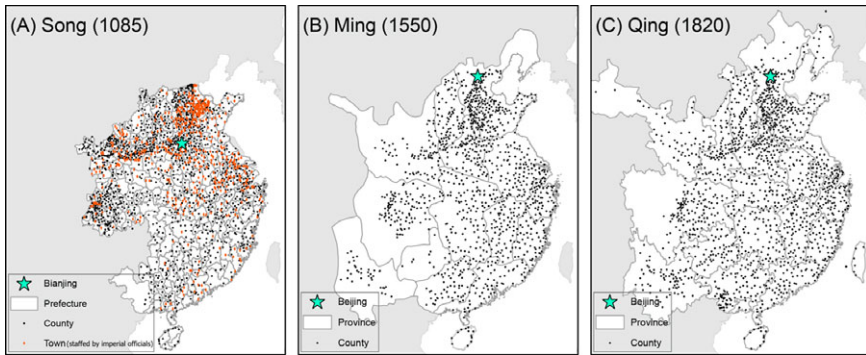 (A) Song (1085)
Bianjing
Prefecture
County
Town (staffed by imperial officials)
(B) Ming (1550)
Beijing
Province
County
(C) Qing (1820)
Beijing
Province
County